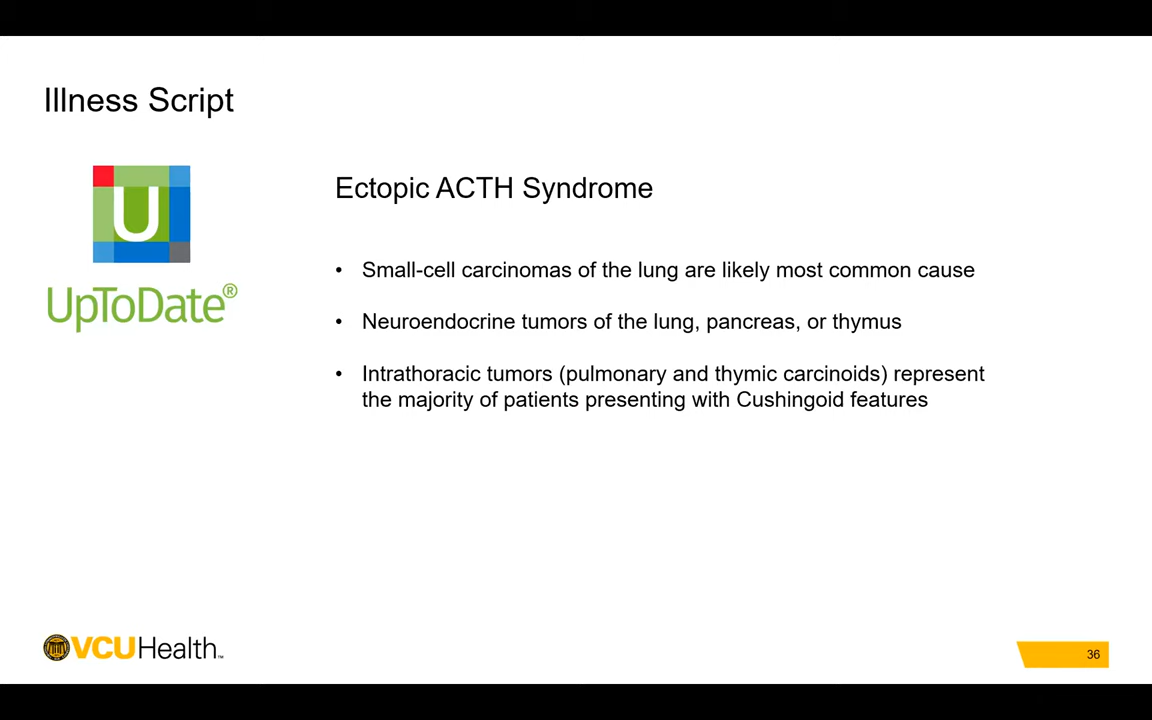 Illness Script
U
UpToDate®
Ectopic ACTH Syndrome
• Small-cell carcinomas of the lung are likely most common cause
• Neuroendocrine tumors of the lung, pancreas, or thymus
• Intrathoracic tumors (pulmonary and thymic carcinoids) represent
the majority of patients presenting with Cushingoid features
VCUHealth™
36